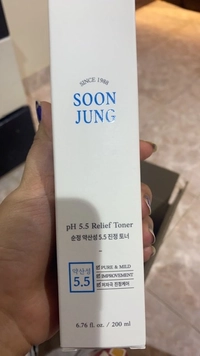 SINCE 1988
SOON
JUNG
pH 5.5 Relief Toner
순정 약산성 5.5 진정 토너
약산성
5.5
PURE & MILD
IMPROVEMENT
6.76 fl. oz. / 200 ml